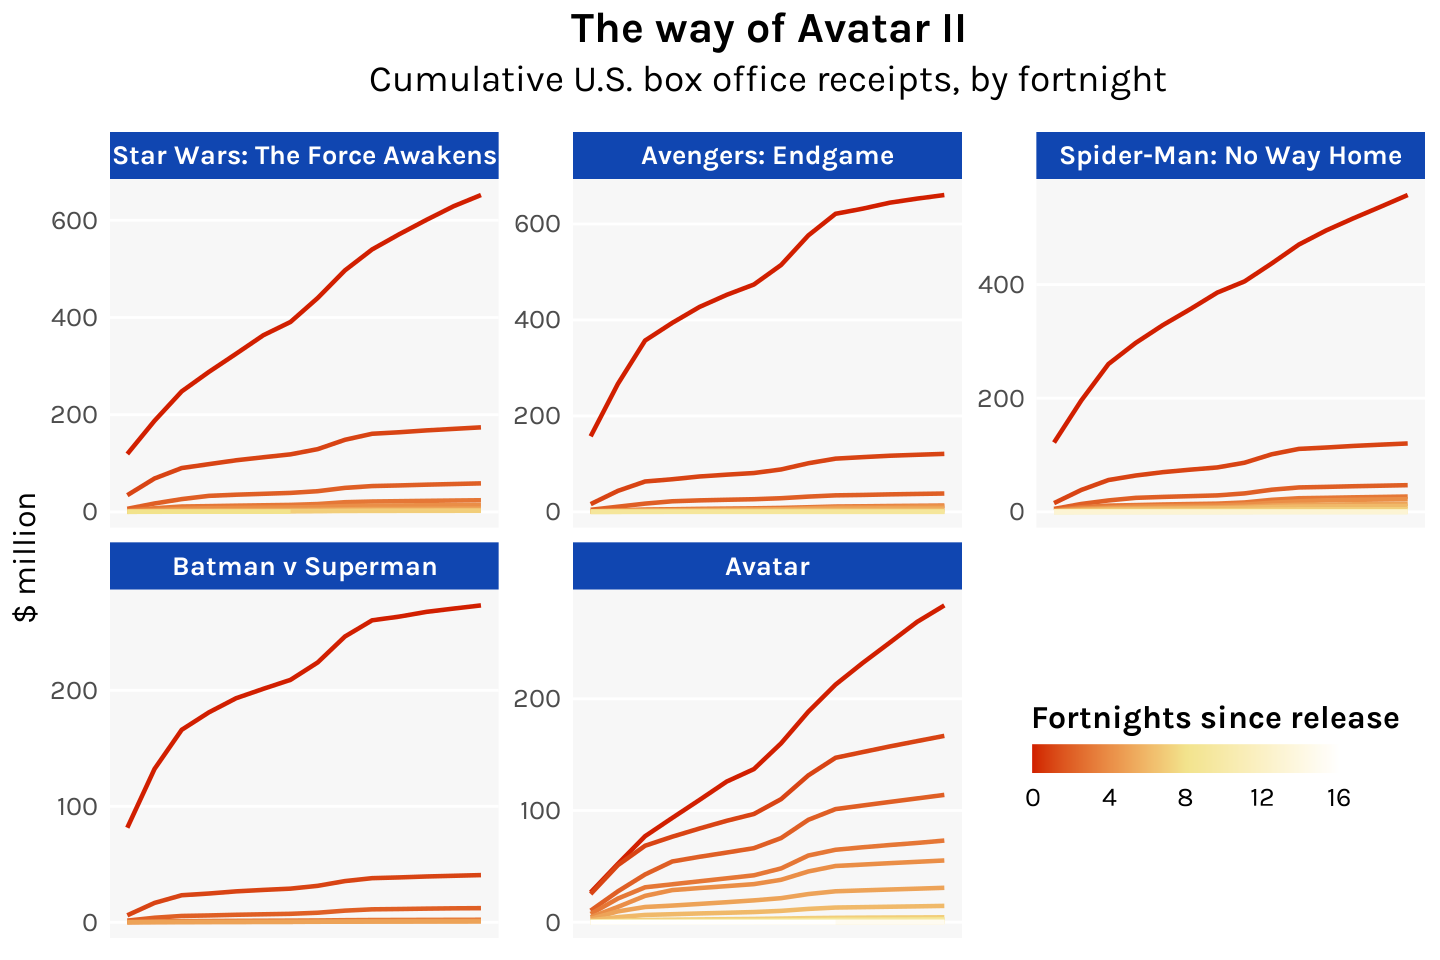 The way of Avatar II
Cumulative U.S. box office receipts, by fortnight
$ million
Star Wars: The Force Awakens
600
400
200
0
Avengers: Endgame
600
400
200
0
Spider-Man: No Way Home
400
200
0
Batman v Superman
200
100
0
Avatar
200
100
0
Fortnights since release
0 4 8 12 16